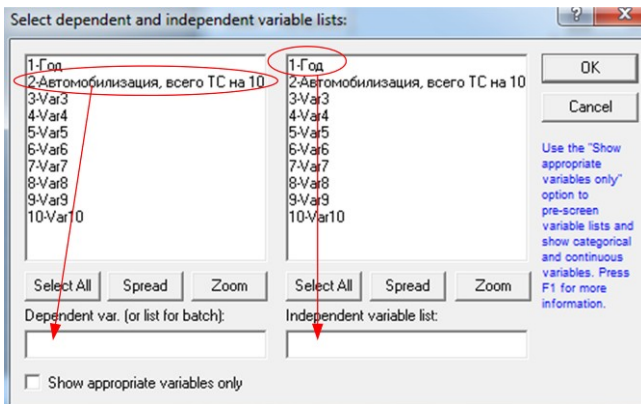 Select dependent and independent variable lists:
1-Год
2-Автомобилизация, всего ТС на 10
3-Var3
4-Var4
5-Var5
6-Var6
7-Var7
8-Var8
9-Var9
10-Var10
Select All
Spread
Zoom
Dependent var. (or list for batch):
1-Год
2-Автомобилизация, всего ТС на 10
3-Var3
4-Var4
5-Var5
6-Var6
7-Var7
8-Var8
9-Var9
10-Var10
Select All
Spread
Zoom
Independent variable list:
Show appropriate variables only
?
X
OK
Cancel
Use the "Show
appropriate
variables only"
option to
pre-screen
variable lists and
show categorical
and continuous
variables. Press
F1 for more
information.